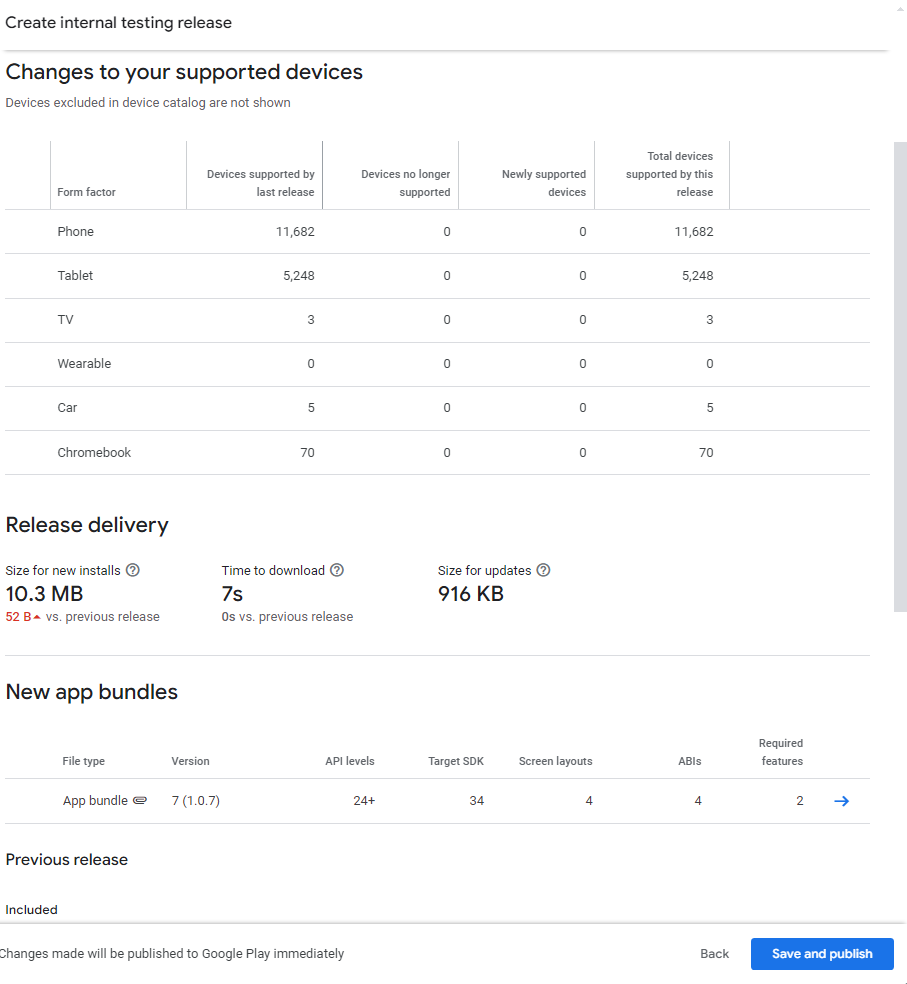 Create internal testing release
Changes to your supported devices
Devices excluded in device catalog are not shown
Form factor Devices supported by last release Devices no longer supported Newly supported devices Total devices supported by this release
Phone 11,682 0 0 11,682
Tablet 5,248 0 0 5,248
TV 3 0 0 3
Wearable 0 0 0 0
Car 5 0 0 5
Chromebook 70 0 0 70
Release delivery
Size for new installs Time to download Size for updates
10.3 MB 7s 916 KB
52 B vs. previous release 0s vs. previous release
New app bundles
File type Version API levels Target SDK Screen layouts ABIs Required features
App bundle 7 (1.0.7) 24+ 34 4 4 2
Previous release
Included
Changes made will be published to Google Play immediately Back Save and publish